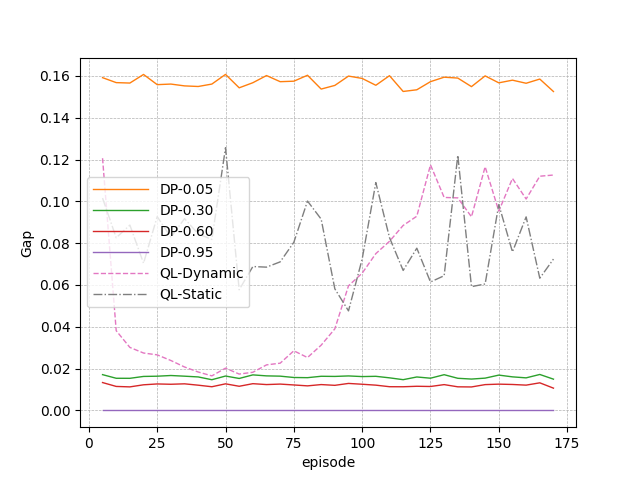 0.16
0.14
0.12
0.10
0.08
0.06
0.04
0.02
0.00
Gap
DP-0.05
DP-0.30
DP-0.60
DP-0.95
QL-Dynamic
QL-Static
0 25 50 75 100 125 150 175
episode